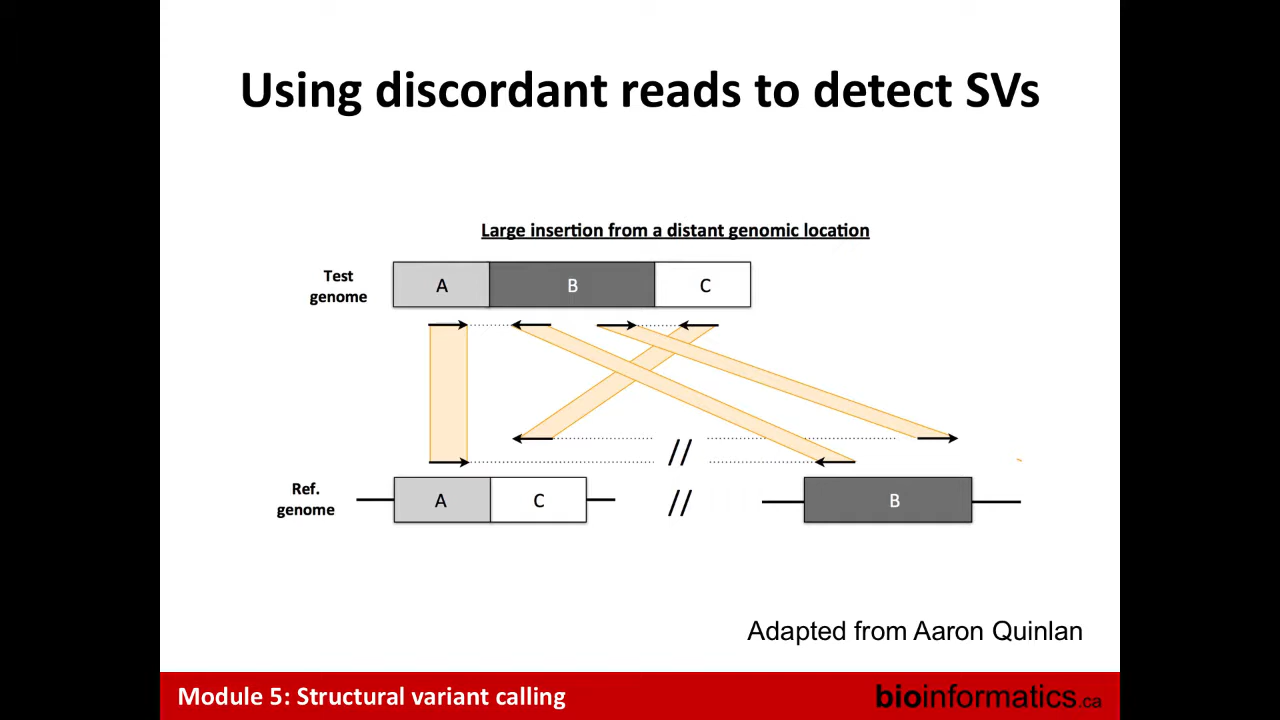 Using discordant reads to detect SVs
Large insertion from a distant genomic location
Test
genome
A
B
C
//
Ref.
genome
A
C
//
B
Adapted from Aaron Quinlan
Module 5: Structural variant calling
bioinformatics.ca